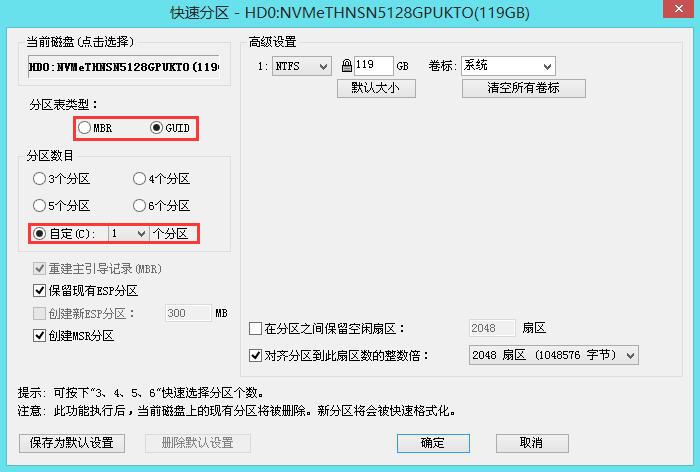 快速分区 - HD0:NVMeTHNSN5128GPUKTO(119GB)
当前磁盘(点击选择)
HD0:NVMeTHNSN5128GPUKTO(119
分区表类型：
MBR GUID
分区数目
3个分区 4个分区
5个分区 6个分区
自定(C): 1 个分区
重建主引导记录(MBR)
保留现有ESP分区
创建新ESP分区： 300 MB
创建MSR分区
高级设置
1: NTFS 119 GB 卷标: 系统
默认大小 清空所有卷标
在分区之间保留空闲扇区： 2048 扇区
对齐分区到此扇区数的整数倍： 2048 扇区 (1048576 字节)
提示: 可按下"3、4、5、6"快速选择分区个数。
注意: 此功能执行后，当前磁盘上的现有分区将被删除。新分区将会被快速格式化。
保存为默认设置 删除默认设置 确定 取消